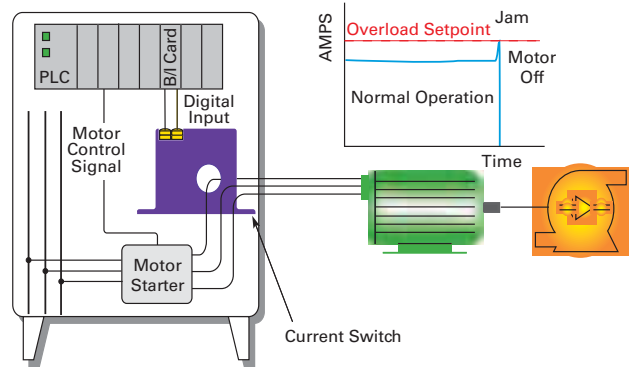 PLC
B/I Card
Digital
Input
Motor
Control
Signal
Motor
Starter
Current Switch
AMPS
Overload Setpoint
Jam
Motor
Off
Normal Operation
Time